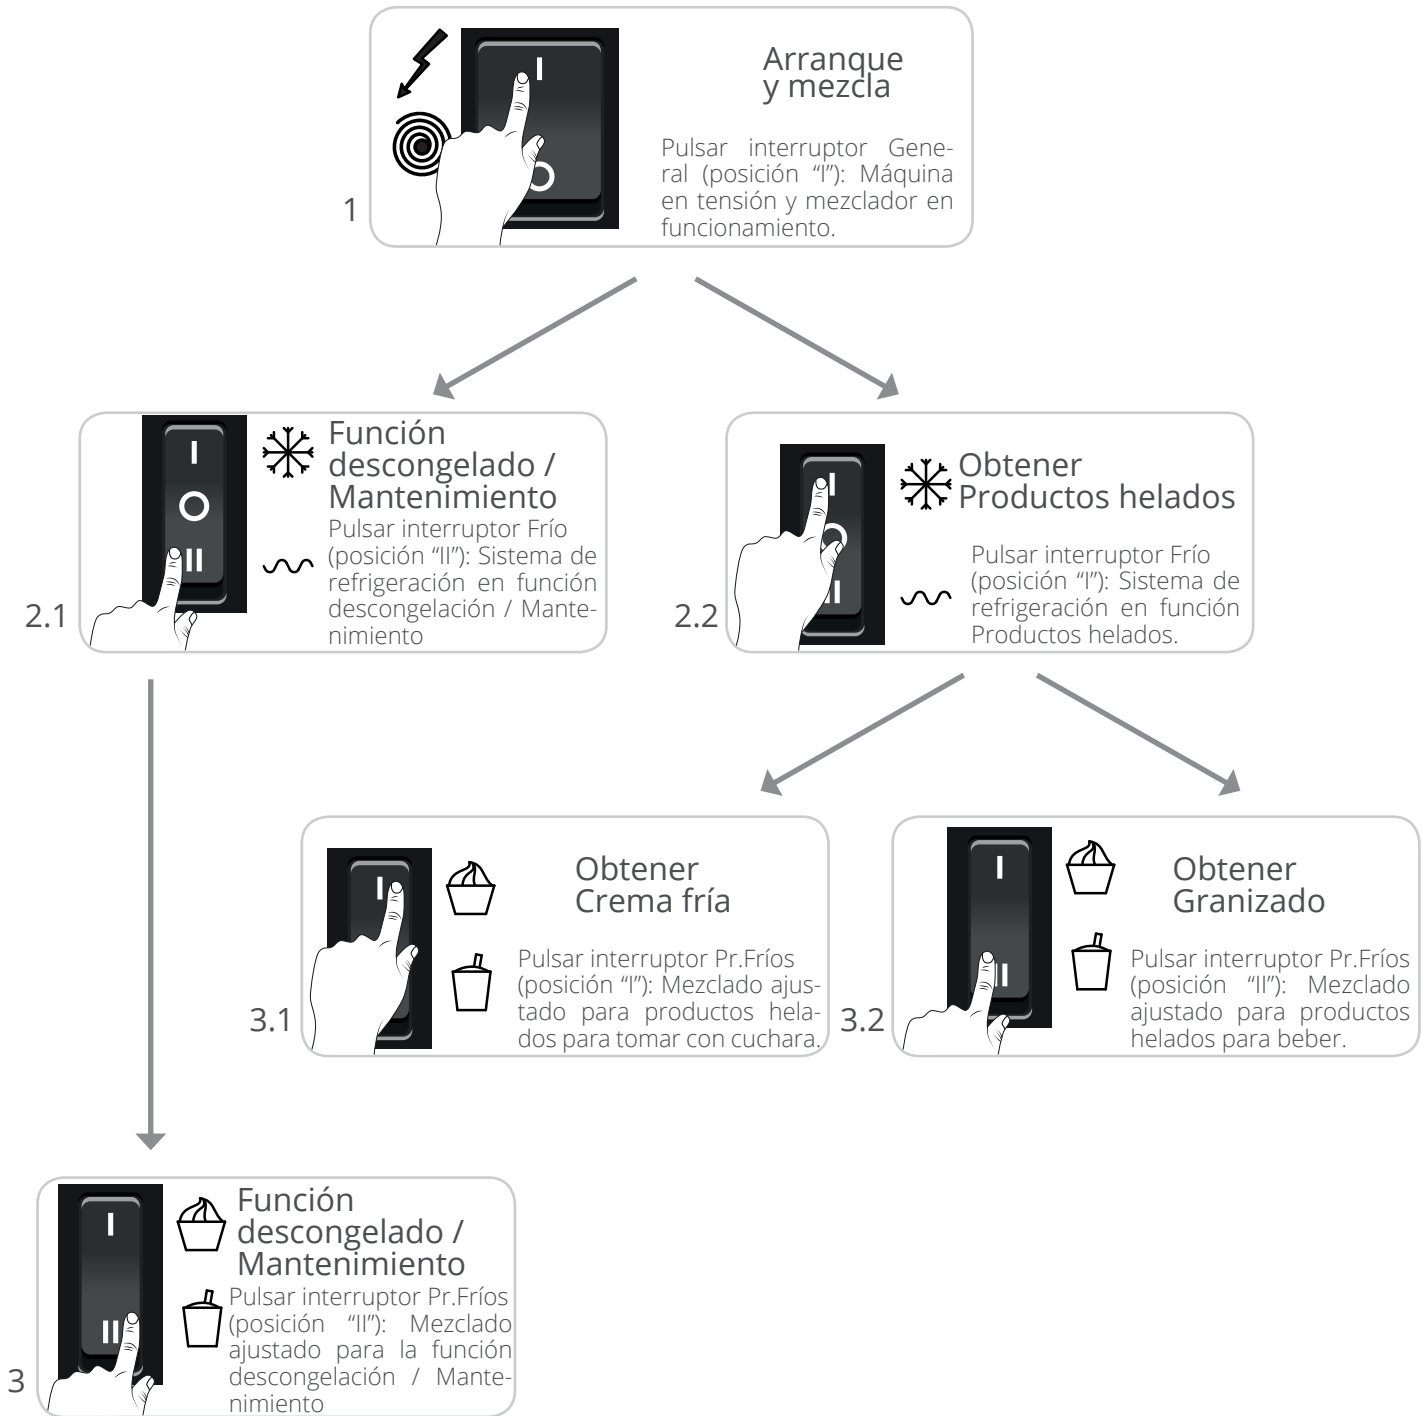 Arranque
y mezcla
Pulsar interruptor Gene-
ral (posición “I”): Máquina
en tensión y mezclador en
funcionamiento.
1
I
O
Función
descongelado /
Mantenimiento
Pulsar interruptor Frío
(posición “II”): Sistema de
refrigeración en función
descongelación / Mante-
nimiento
2.1
I
O
II
Obtener
Productos helados
Pulsar interruptor Frío
(posición “I”): Sistema de
refrigeración en función
Productos helados.
2.2
I
O
II
Obtener
Crema fría
Pulsar interruptor Pr.Fríos
(posición “I”): Mezclado ajus-
tado para productos hela-
dos para tomar con cuchara.
3.1
I
Obtener
Granizado
Pulsar interruptor Pr.Fríos
(posición “II”): Mezclado
ajustado para productos
helados para beber.
3.2
I
II
Función
descongelado /
Mantenimiento
Pulsar interruptor Pr.Fríos
(posición “II”): Mezclado
ajustado para la función
descongelación / Mante-
nimiento
3
I
II